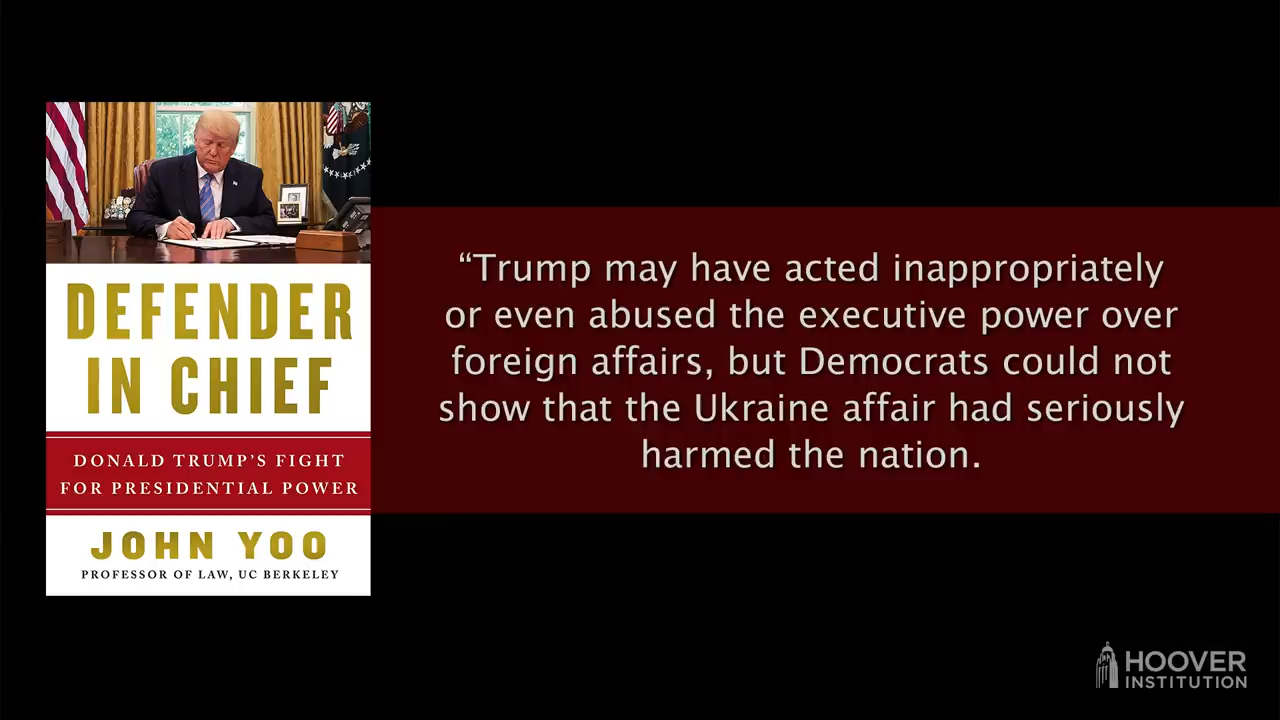 DEFENDER
IN CHIEF
DONALD TRUMP'S FIGHT
FOR PRESIDENTIAL POWER
JOHN YOO
PROFESSOR OF LAW, UC BERKELEY
“Trump may have acted inappropriately
or even abused the executive power over
foreign affairs, but Democrats could not
show that the Ukraine affair had seriously
harmed the nation.
HOOVER
INSTITUTION